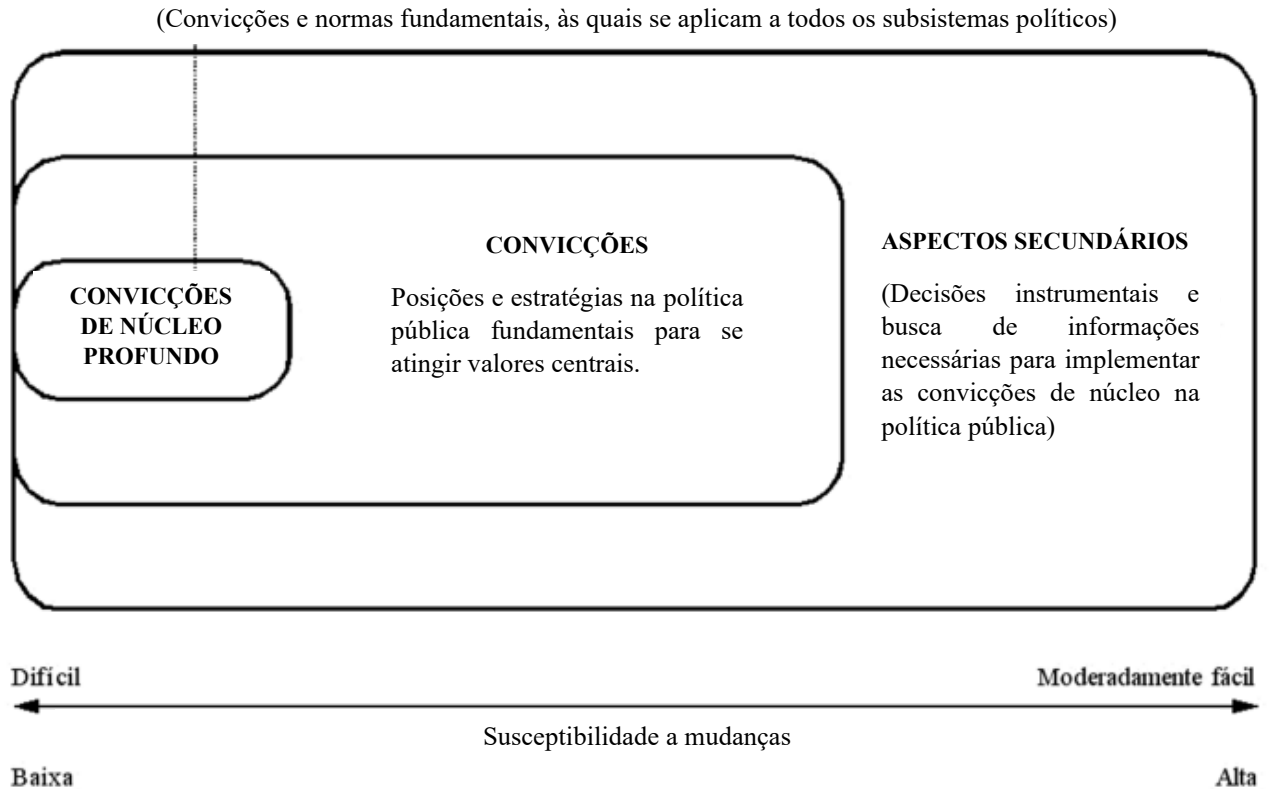 (Convicções e normas fundamentais, às quais se aplicam a todos os subsistemas políticos)
CONVICÇÕES
DE NÚCLEO
PROFUNDO
CONVICÇÕES
Posições e estratégias na política
pública fundamentais para se
atingir valores centrais.
ASPECTOS SECUNDÁRIOS
(Decisões instrumentais e
busca de informações
necessárias para implementar
as convicções de núcleo na
política pública)
Difícil
Moderadamente fácil
Susceptibilidade a mudanças
Baixa
Alta